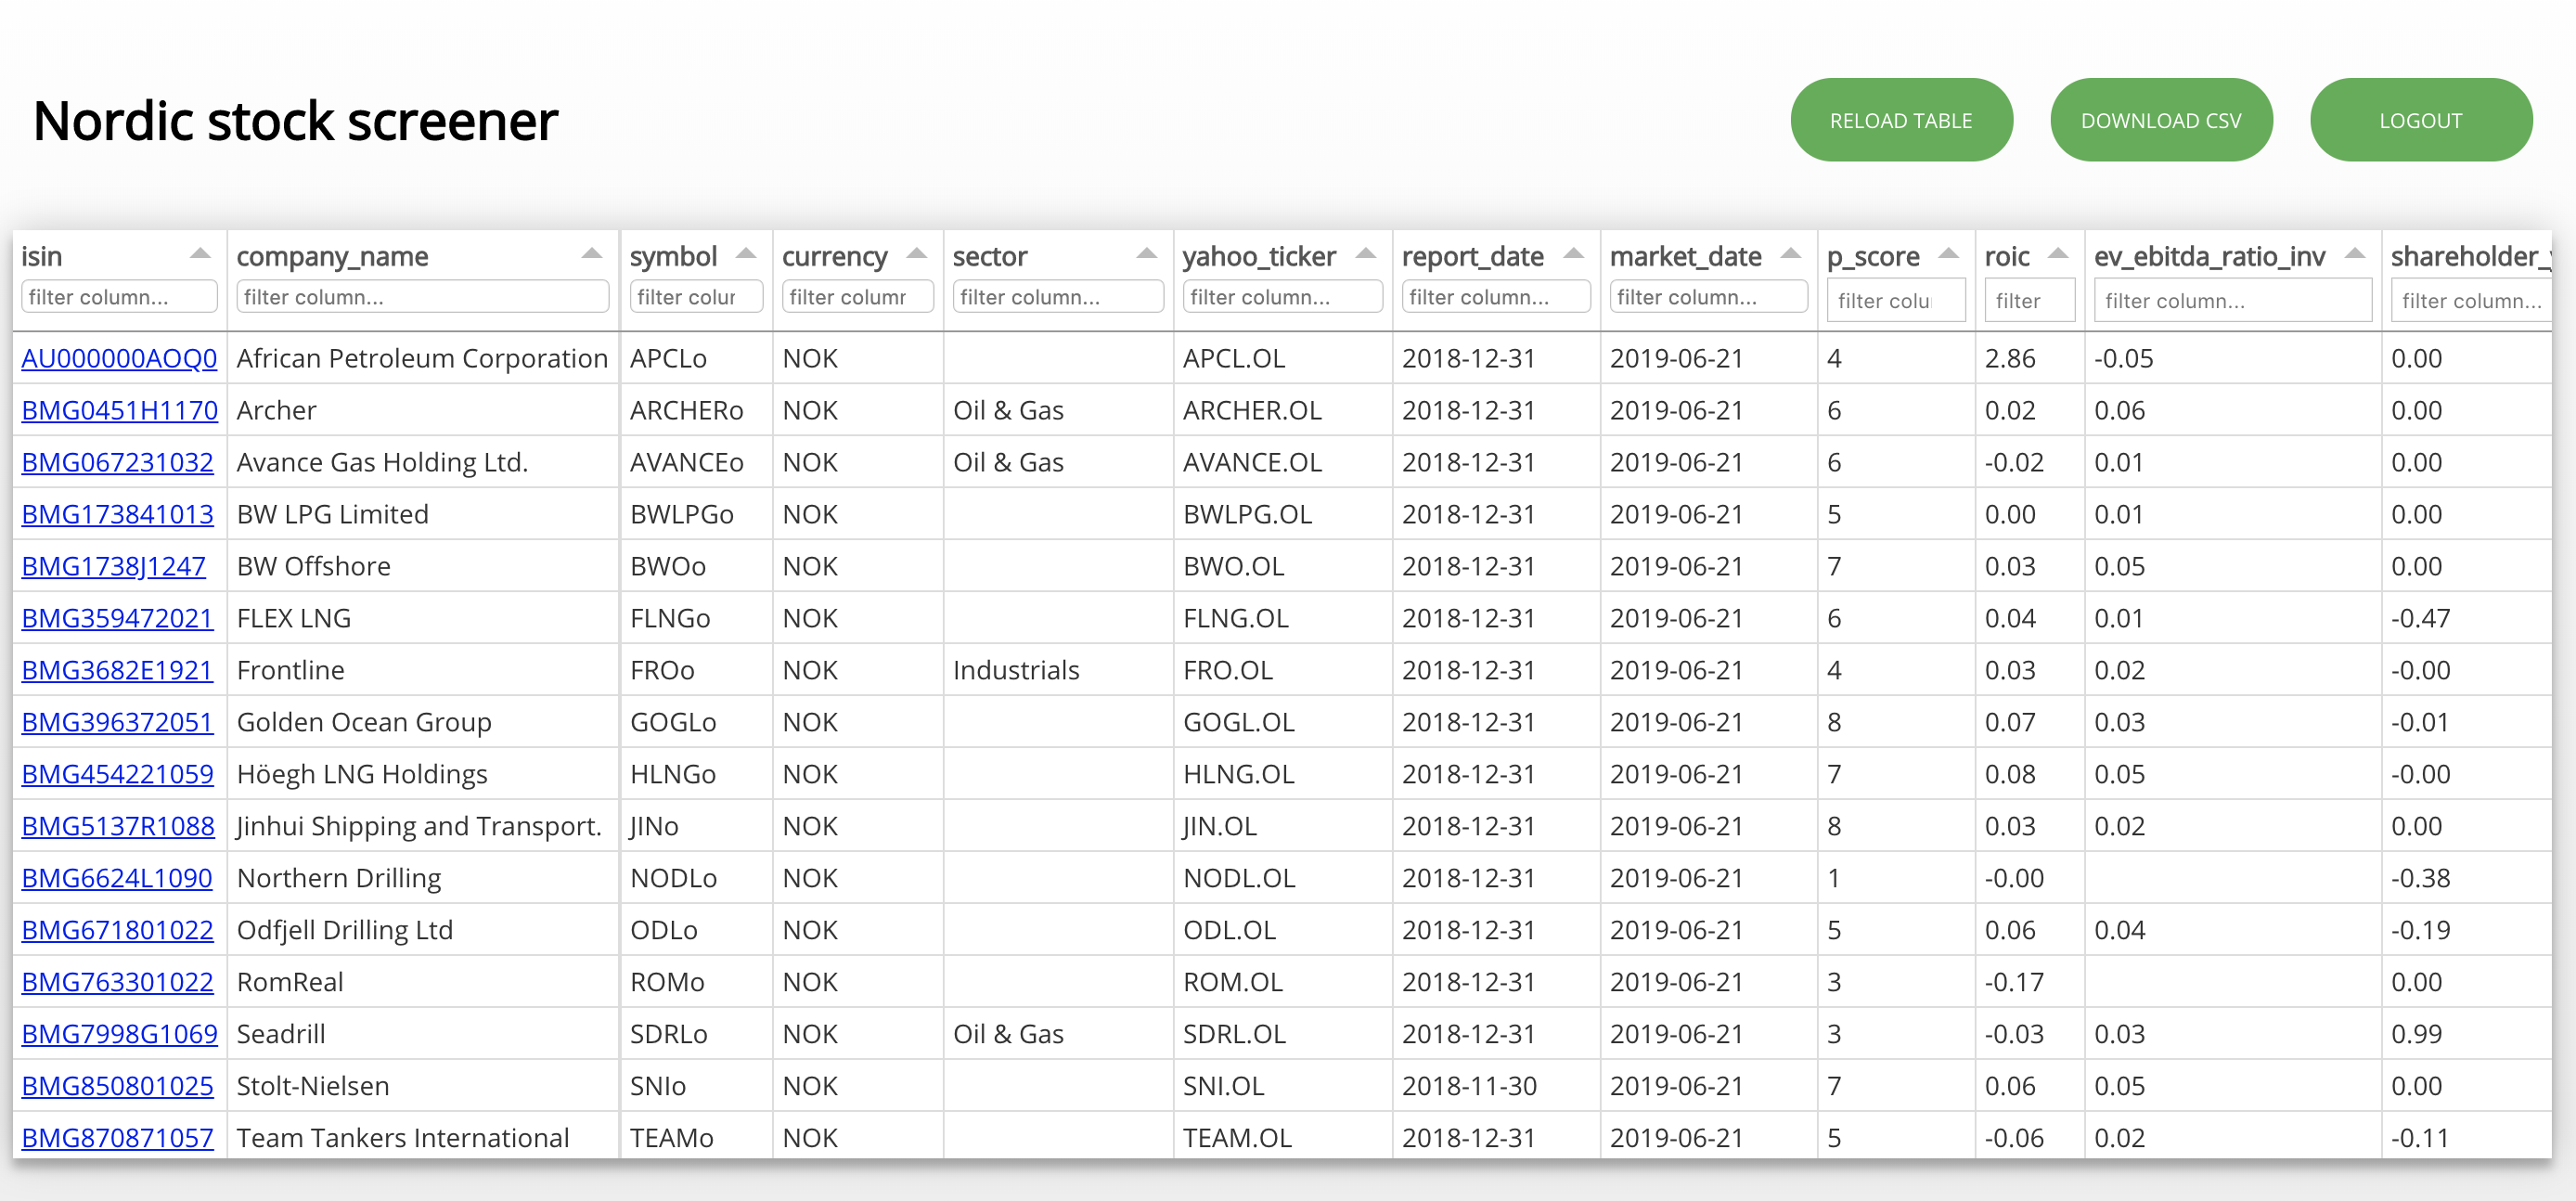 Nordic stock screener
RELOAD TABLE DOWNLOAD CSV LOGOUT
isin company_name symbol currency sector yahoo_ticker report_date market_date p_score roic ev_ebitda_ratio_inv
filter column... filter column... filter filter filter column... filter column... filter column... filter column... filter filter filter column... filter column...
AU000000AOQ0 African Petroleum Corporation APCLo NOK APCL.OL 2018-12-31 2019-06-21 4 2.86 -0.05 0.00
BMG0451H1170 Archer ARCHERo NOK Oil & Gas ARCHER.OL 2018-12-31 2019-06-21 6 0.02 0.06 0.00
BMG067231032 Avance Gas Holding Ltd. AVANCEo NOK Oil & Gas AVANCE.OL 2018-12-31 2019-06-21 6 -0.02 0.01 0.00
BMG173841013 BW LPG Limited BWLPGo NOK BWLPG.OL 2018-12-31 2019-06-21 5 0.00 0.01 0.00
BMG1738J1247 BW Offshore BWOo NOK BWO.OL 2018-12-31 2019-06-21 7 0.03 0.05 0.00
BMG359472021 FLEX LNG FLNGo NOK FLNG.OL 2018-12-31 2019-06-21 6 0.04 0.01 -0.47
BMG3682E1921 Frontline FROo NOK Industrials FRO.OL 2018-12-31 2019-06-21 4 0.03 0.02 -0.00
BMG396372051 Golden Ocean Group GOGLo NOK GOGL.OL 2018-12-31 2019-06-21 8 0.07 0.03 -0.01
BMG454221059 Höegh LNG Holdings HLNGo NOK HLNG.OL 2018-12-31 2019-06-21 7 0.08 0.05 -0.00
BMG5137R1088 Jinhui Shipping and Transport. JINo NOK JIN.OL 2018-12-31 2019-06-21 8 0.03 0.02 0.00
BMG6624L1090 Northern Drilling NODLo NOK NODL.OL 2018-12-31 2019-06-21 1 -0.00 -0.38
BMG671801022 Odfjell Drilling Ltd ODLo NOK ODL.OL 2018-12-31 2019-06-21 5 0.06 0.04 -0.19
BMG763301022 RomReal ROMo NOK ROM.OL 2018-12-31 2019-06-21 3 -0.17 0.00
BMG7998G1069 Seadrill SDRLo NOK Oil & Gas SDRL.OL 2018-12-31 2019-06-21 3 -0.03 0.03 0.99
BMG850801025 Stolt-Nielsen SNIo NOK SNI.OL 2018-11-30 2019-06-21 7 0.06 0.05 0.00
BMG870871057 Team Tankers International TEAMo NOK TEAM.OL 2018-12-31 2019-06-21 5 -0.06 0.02 -0.11